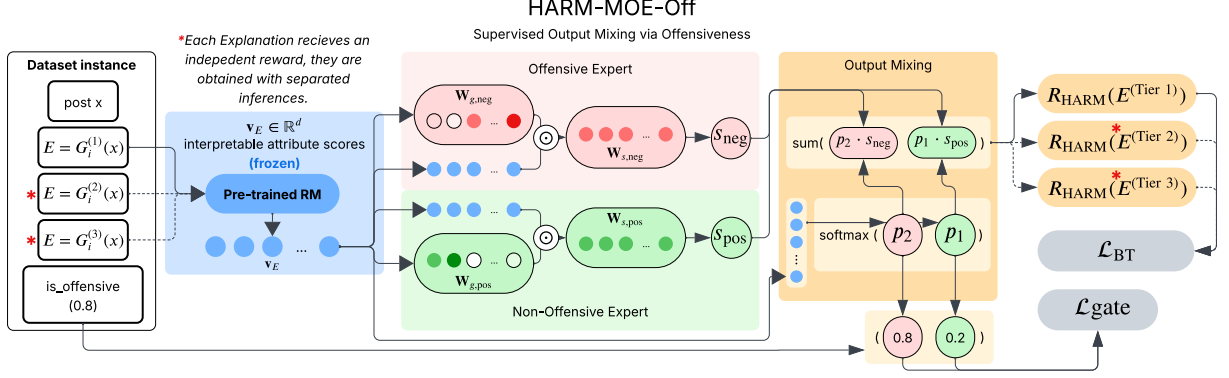 HARM-MOE-Off
Supervised Output Mixing via Offensiveness
Dataset instance
post x
E = G_i^{(1)}(x)
* E = G_i^{(2)}(x)
* E = G_i^{(3)}(x)
is_offensive
(0.8)
*Each Explanation recieves an
indepedent reward, they are
obtained with separated
inferences.
v_E ∈ ℝ^d
interpretable attribute scores
(frozen)
Pre-trained RM
...
v_E
Offensive Expert
W_{g,neg}
...
...
⊙
W_{s,neg}
...
s_neg
...
W_{g,pos}
...
⊙
W_{s,pos}
...
s_pos
Non-Offensive Expert
Output Mixing
sum( p_2 · s_neg p_1 · s_pos )
softmax ( p_2 p_1 )
...
( 0.8 0.2 )
R_HARM(E^{(Tier 1)})
*
R_HARM(E^{(Tier 2)})
*
R_HARM(E^{(Tier 3)})
ℒ_BT
ℒgate